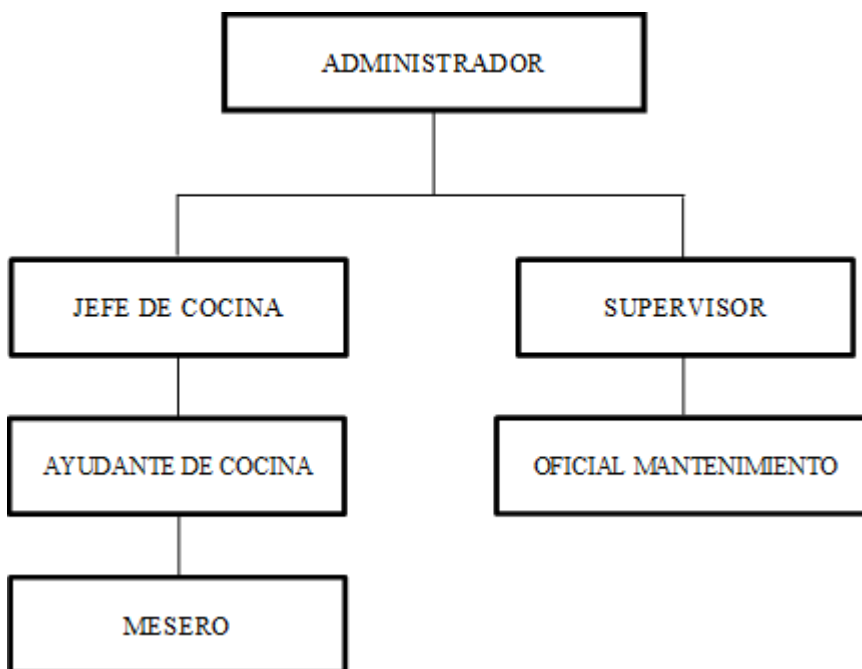 ADMINISTRADOR
JEFE DE COCINA
SUPERVISOR
AYUDANTE DE COCINA
OFICIAL MANTENIMIENTO
MESERO